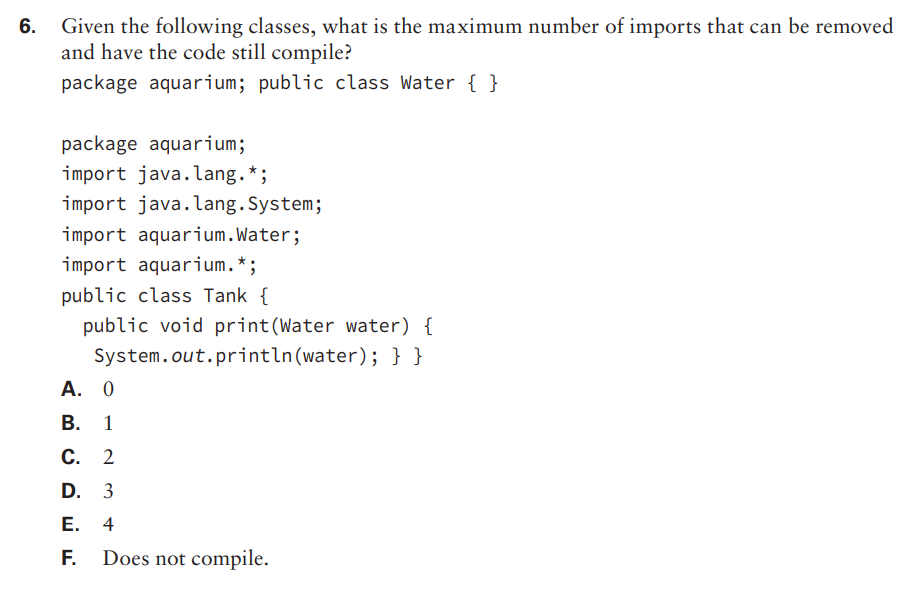 6. Given the following classes, what is the maximum number of imports that can be removed
and have the code still compile?
package aquarium; public class Water { }
package aquarium;
import java.lang.*;
import java.lang.System;
import aquarium.Water;
import aquarium.*;
public class Tank {
public void print(Water water) {
System.out.println(water); } }
A. 0
B. 1
C. 2
D. 3
E. 4
F. Does not compile.